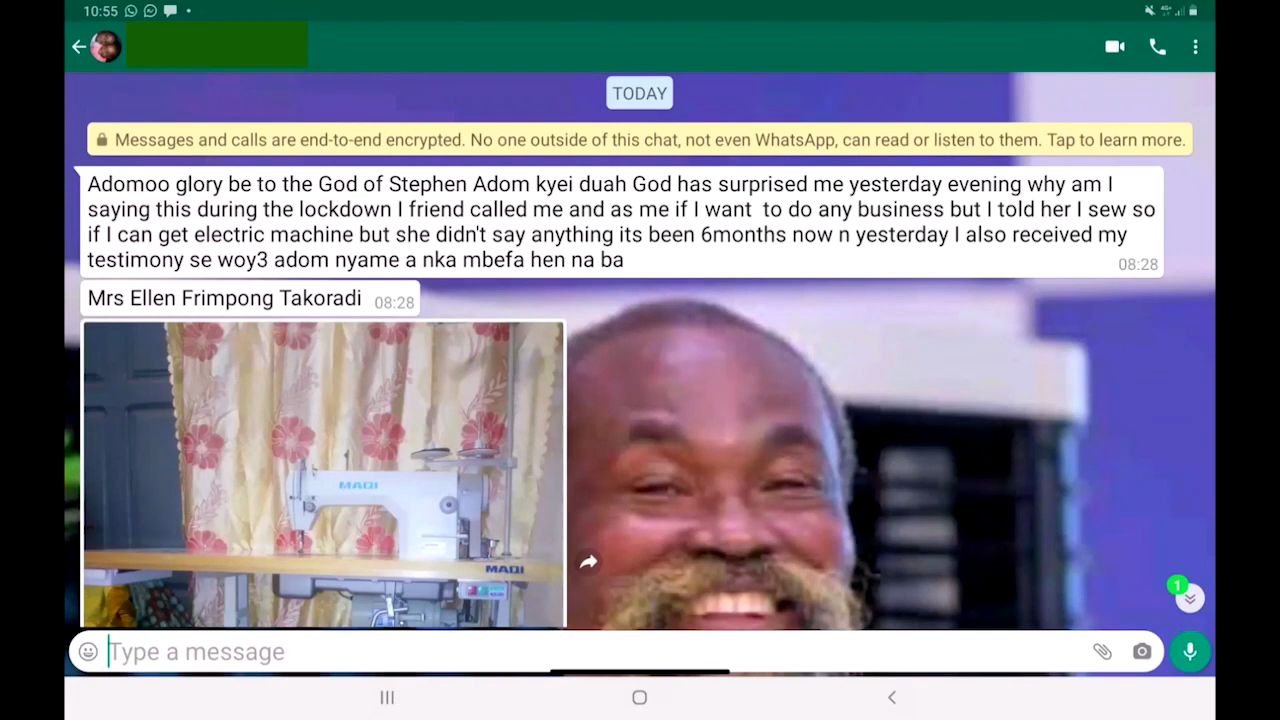 10:55
TODAY
Messages and calls are end-to-end encrypted. No one outside of this chat, not even WhatsApp, can read or listen to them. Tap to learn more.
Adomoo glory be to the God of Stephen Adom kyei duah God has surprised me yesterday evening why am I
saying this during the lockdown I friend called me and as me if I want to do any business but I told her I sew so
if I can get electric machine but she didn't say anything its been 6months now n yesterday I also received my
testimony se woy3 adom nyame a nka mbefa hen na ba
08:28
Mrs Ellen Frimpong Takoradi 08:28
MAQI
MAQI
1
Type a message